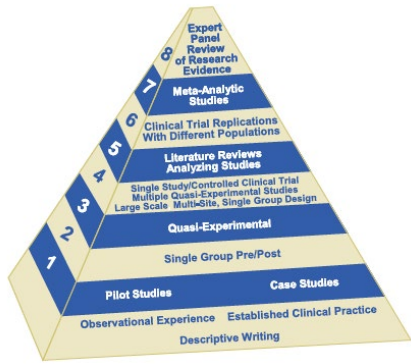 8
Expert
Panel
Review
of Research
Evidence
7
Meta-Analytic
Studies
6
Clinical Trial Replications
With Different Populations
5
Literature Reviews
Analyzing Studies
4
Single Study/Controlled Clinical Trial
Multiple Quasi-Experimental Studies
Large Scale Multi-Site, Single Group Design
3
Quasi-Experimental
2
Single Group Pre/Post
1
Pilot Studies
Case Studies
Observational Experience
Established Clinical Practice
Descriptive Writing